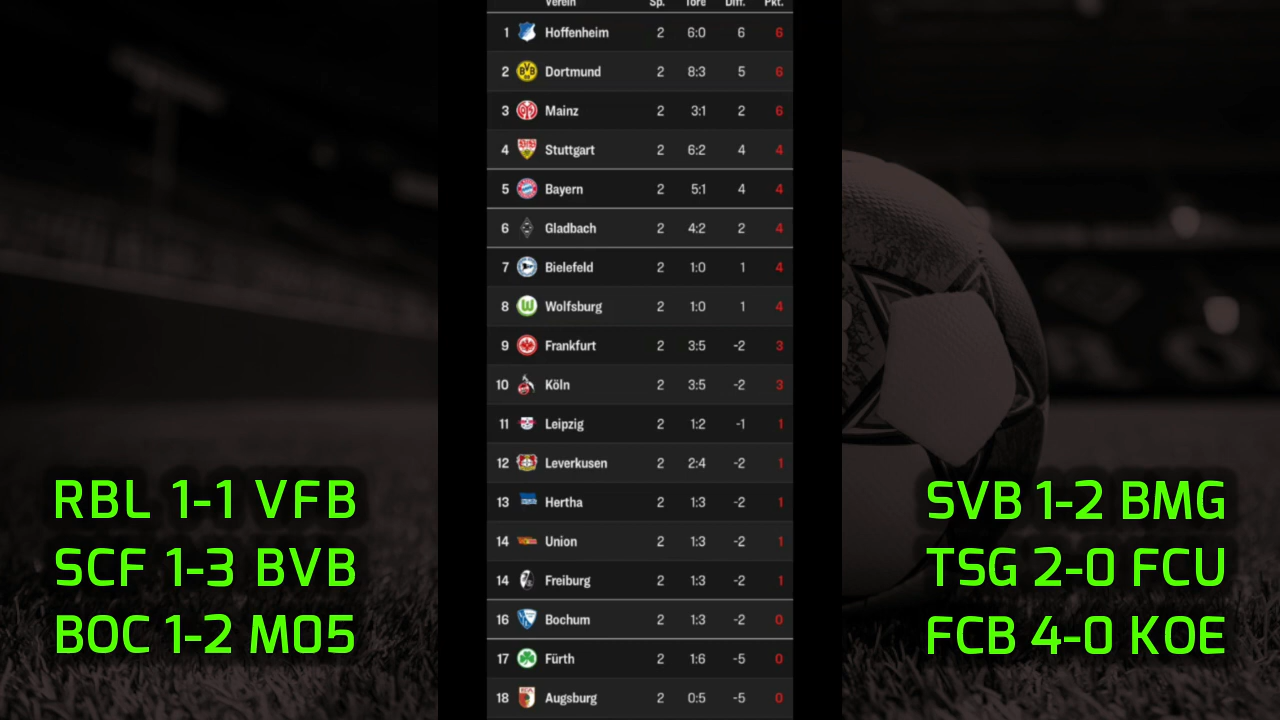 Verein Sp. Tore Diff. Pkt.
1 Hoffenheim 2 6:0 6 6
2 Dortmund 2 8:3 5 6
3 Mainz 2 3:1 2 6
4 Stuttgart 2 6:2 4 4
5 Bayern 2 5:1 4 4
6 Gladbach 2 4:2 2 4
7 Bielefeld 2 1:0 1 4
8 Wolfsburg 2 1:0 1 4
9 Frankfurt 2 3:5 -2 3
10 Köln 2 3:5 -2 3
11 Leipzig 2 1:2 -1 1
12 Leverkusen 2 2:4 -2 1
13 Hertha 2 1:3 -2 1
14 Union 2 1:3 -2 1
14 Freiburg 2 1:3 -2 1
16 Bochum 2 1:3 -2 0
17 Fürth 2 1:6 -5 0
18 Augsburg 2 0:5 -5 0
RBL 1-1 VFB
SCF 1-3 BVB
BOC 1-2 M05
SVB 1-2 BMG
TSG 2-0 FCU
FCB 4-0 KOE